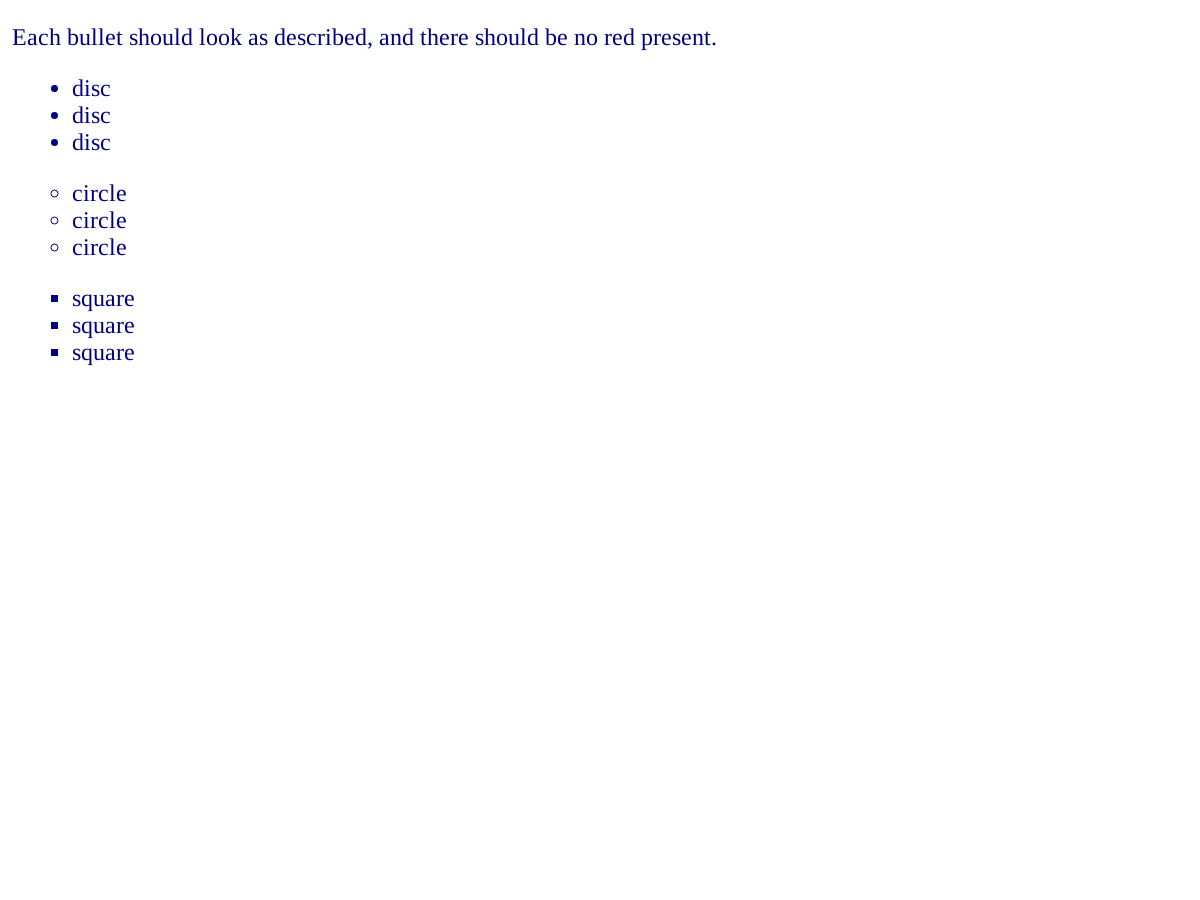 Each bullet should look as described, and there should be no red present.
disc
disc
disc
circle
circle
circle
square
square
square